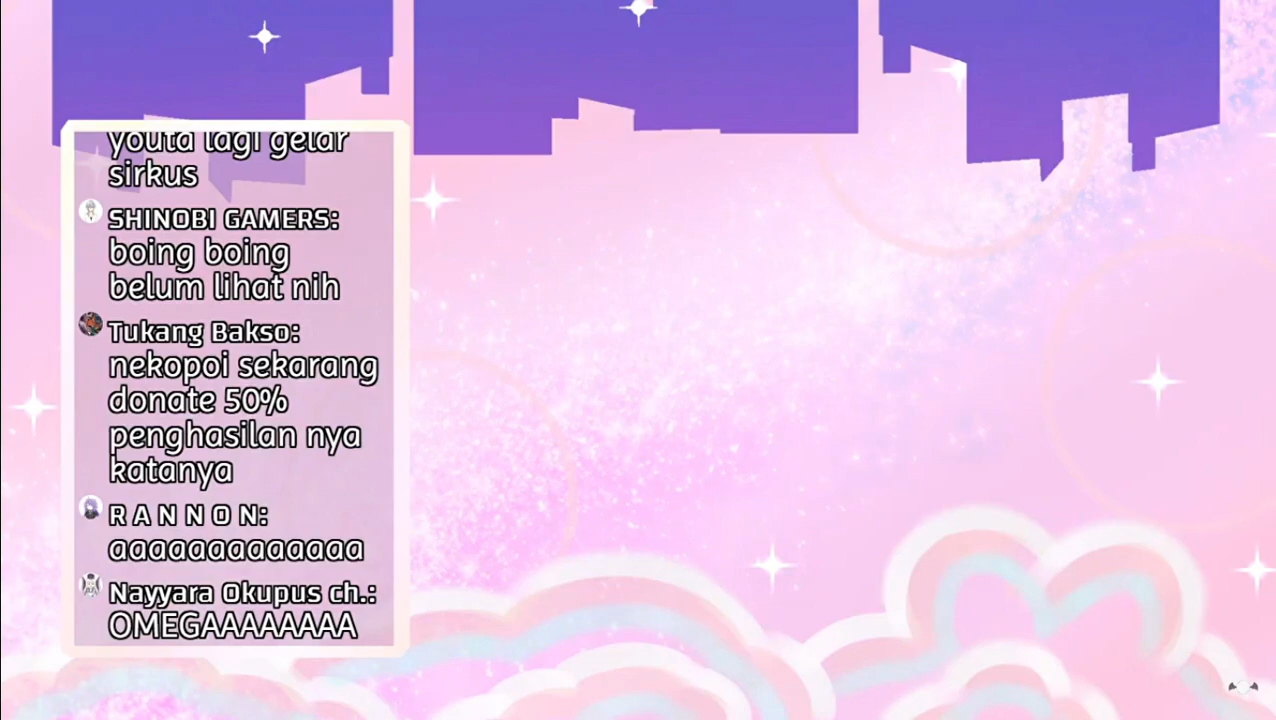 youta lagi gelar
sirkus
SHINOBI GAMERS:
boing boing
belum lihat nih
Tukang Bakso:
nekopoi sekarang
donate 50%
penghasilan nya
katanya
R A N N O N:
aaaaaaaaaaaaa
Nayyara Okupus ch.:
OMEGAAAAAAAA